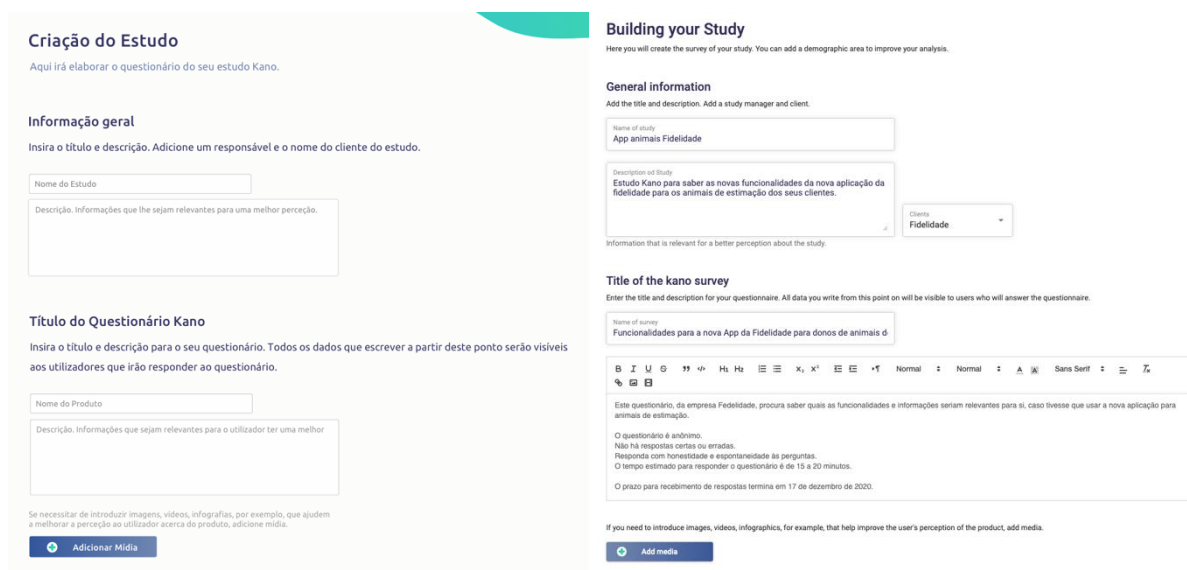 Criação do Estudo
Aqui irá elaborar o questionário do seu estudo Kano.
Informação geral
Insira o título e descrição. Adicione um responsável e o nome do cliente do estudo.
Nome do Estudo
Descrição. Informações que lhe sejam relevantes para uma melhor perceção.
Título do Questionário Kano
Insira o título e descrição para o seu questionário. Todos os dados que escrever a partir deste ponto serão visíveis
aos utilizadores que irão responder ao questionário.
Nome do Produto
Descrição. Informações que sejam relevantes para o utilizador ter uma melhor
Se necessitar de introduzir imagens, vídeos, infografias, por exemplo, que ajudem
a melhorar a perceção ao utilizador acerca do produto, adicione mídia.
Adicionar Mídia
Building your Study
Here you will create the survey of your study. You can add a demographic area to improve your analysis.
General information
Add the title and description. Add a study manager and client.
Name of study
App animais Fidelidade
Description od Study
Estudo Kano para saber as novas funcionalidades da nova aplicação da
fidelidade para os animais de estimação dos seus clientes.
Clients
Fidelidade
Information that is relevant for a better perception about the study.
Title of the kano survey
Enter the title and description for your questionnaire. All data you write from this point on will be visible to users who will answer the questionnaire.
Name of survey
Funcionalidades para a nova App da Fidelidade para donos de animais d
B I U S ❞ </> H1 H2 X₂ X² Normal Normal A A Sans Serif Tx
Este questionário, da empresa Fedelidade, procura saber quais as funcionalidades e informações seriam relevantes para si, caso tivesse que usar a nova aplicação para
animais de estimação.
O questionário é anônimo.
Não há respostas certas ou erradas.
Responda com honestidade e espontaneidade às perguntas.
O tempo estimado para responder o questionário é de 15 a 20 minutos.
O prazo para recebimento de respostas termina em 17 de dezembro de 2020.
If you need to introduce images, videos, infographics, for example, that help improve the user's perception of the product, add media.
Add media